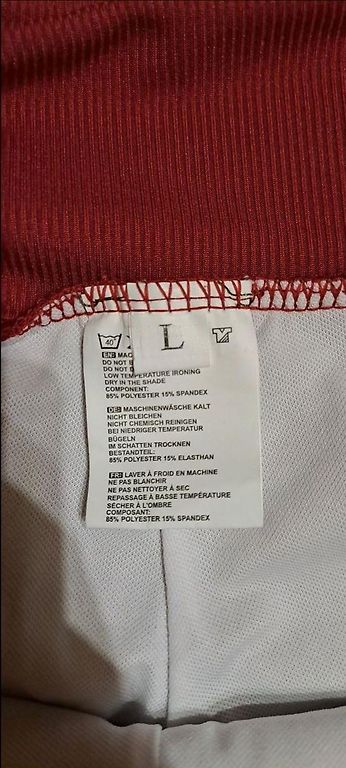 40° L
EN: MAC
DO NOT B
DO NOT D
LOW TEMPERATURE IRONING
DRY IN THE SHADE
COMPONENT:
85% POLYESTER 15% SPANDEX
DE: MASCHINENWÄSCHE KALT
NICHT BLEICHEN
NICHT CHEMISCH REINIGEN
BEI NIEDRIGER TEMPERATUR
BÜGELN
IM SCHATTEN TROCKNEN
BESTANDTEIL:
85% POLYESTER 15% ELASTHAN
FR: LAVER À FROID EN MACHINE
NE PAS BLANCHIR
NE PAS NETTOYER À SEC
REPASSAGE À BASSE TEMPÉRATURE
SÉCHER À L'OMBRE
COMPOSANT:
85% POLYESTER 15% SPANDEX